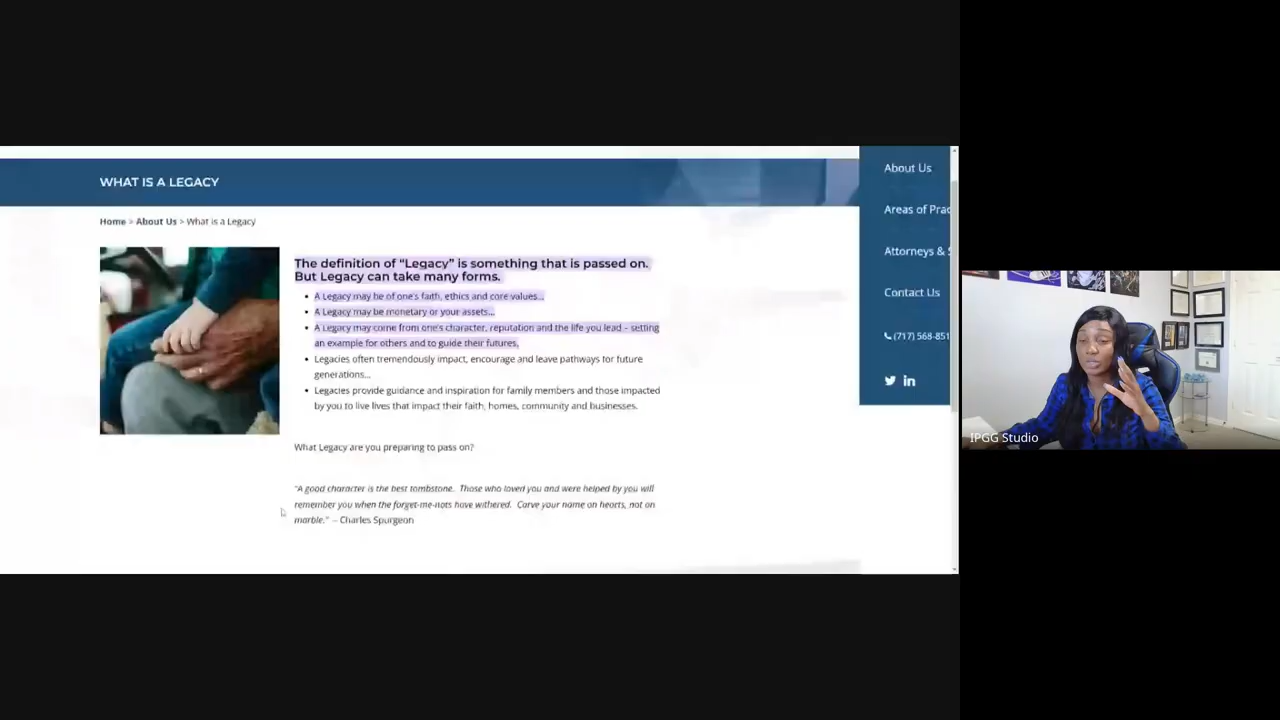 WHAT IS A LEGACY
Home > About Us > What is a Legacy
The definition of “Legacy” is something that is passed on.
But Legacy can take many forms.
• A Legacy may be of one's faith, ethics and core values...
• A Legacy may be monetary or your assets...
• A Legacy may come from one's character, reputation and the life you lead – setting
an example for others and to guide their futures.
• Legacies often tremendously impact, encourage and leave pathways for future
generations...
• Legacies provide guidance and inspiration for family members and those impacted
by you to live lives that impact their faith, homes, community and businesses.
What Legacy are you preparing to pass on?
“A good character is the best tombstone. Those who loved you and were helped by you will
remember you when the forget-me-nots have withered. Carve your name on hearts, not on
marble.” – Charles Spurgeon
About Us
Areas of Prac
Attorneys &
Contact Us
(717) 568-851
IPGG Studio